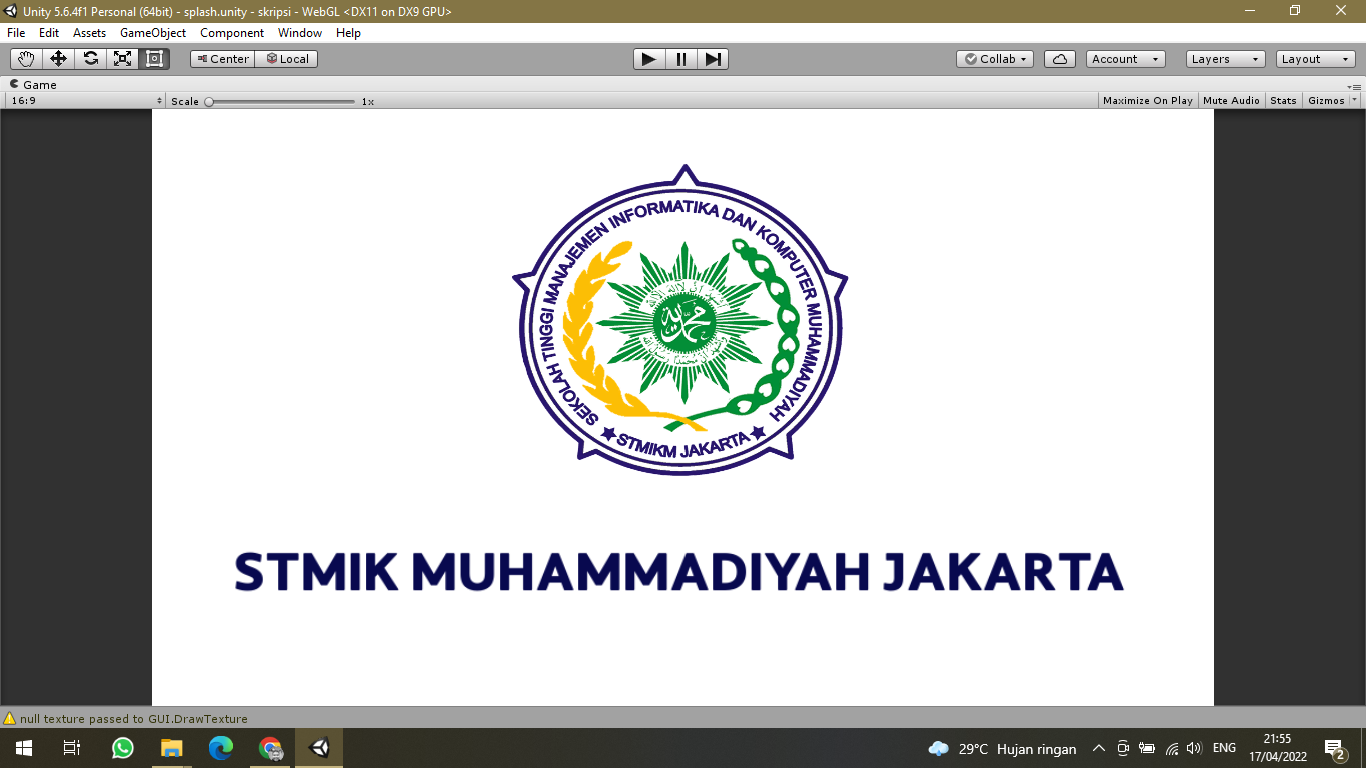 Unity 5.6.4f1 Personal (64bit) - splash.unity - skripsi - WebGL <DX11 on DX9 GPU>
File Edit Assets GameObject Component Window Help
Center Local Collab Account Layers Layout
Game
16:9 Scale 1x Maximize On Play Mute Audio Stats Gizmos
SEKOLAH TINGGI MANAJEMEN INFORMATIKA DAN KOMPUTER MUHAMMADIYAH
STMIKM JAKARTA
STMIK MUHAMMADIYAH JAKARTA
null texture passed to GUI.DrawTexture
29°C Hujan ringan ENG 21:55
17/04/2022 2